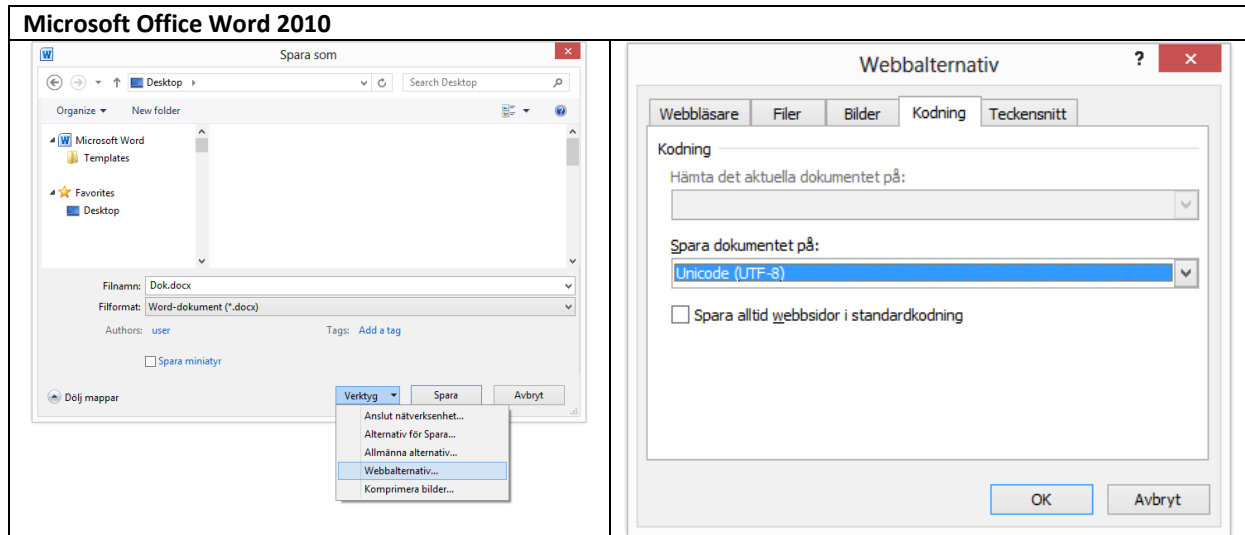 Microsoft Office Word 2010
Spara som
Desktop
Search Desktop
Organize
New folder
Microsoft Word
Templates
Favorites
Desktop
Filnamn: Dok.docx
Filformat: Word-dokument (*.docx)
Authors: user Tags: Add a tag
Spara miniatyr
Dölj mappar
Verktyg Spara Avbryt
Anslut nätverksenhet...
Alternativ för Spara...
Allmänna alternativ...
Webbalternativ...
Komprimera bilder...
Webbalternativ
Webbläsare Filer Bilder Kodning Teckensnitt
Kodning
Hämta det aktuella dokumentet på:
Spara dokumentet på:
Unicode (UTF-8)
Spara alltid webbsidor i standardkodning
OK Avbryt